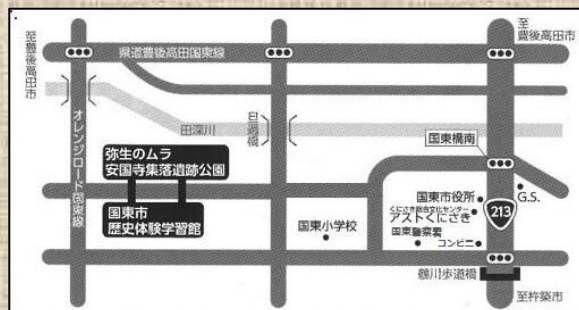 至豊後高田市
県道豊後高田国東線
至
豊後高田市
オレンジロード国東線
田深川
弥生のムラ
安国寺集落遺跡公園
国東市
歴史体験学習館
国東橋南
国東市役所
くにさき総合文化センター
アストくにさき
G.S.
213
国東小学校
国東警察署
コンビニ
鶴川歩道橋
至杵築市